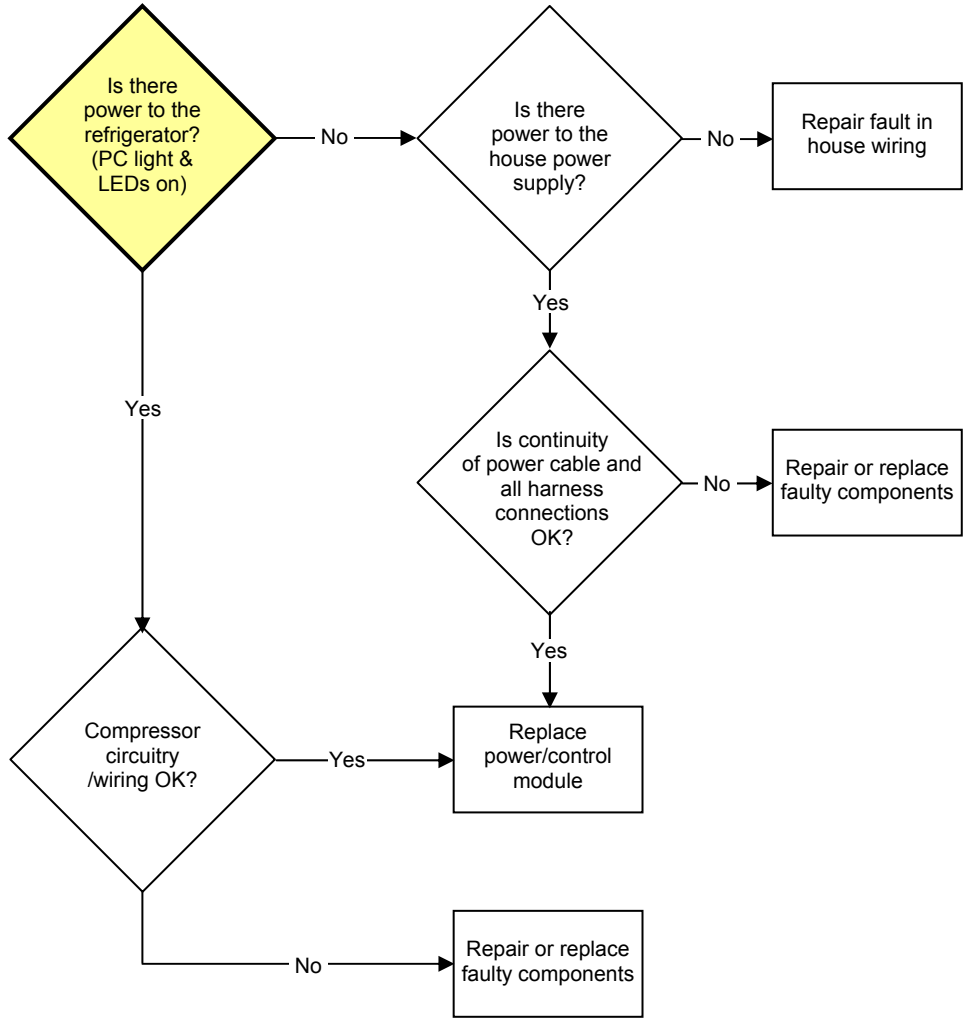 Is there
power to the
refrigerator?
(PC light &
LEDs on)
No
Is there
power to the
house power
supply?
No
Repair fault in
house wiring
Yes
Yes
Is continuity
of power cable and
all harness
connections
OK?
No
Repair or replace
faulty components
Yes
Compressor
circuitry
/wiring OK?
Yes
Replace
power/control
module
No
Repair or replace
faulty components